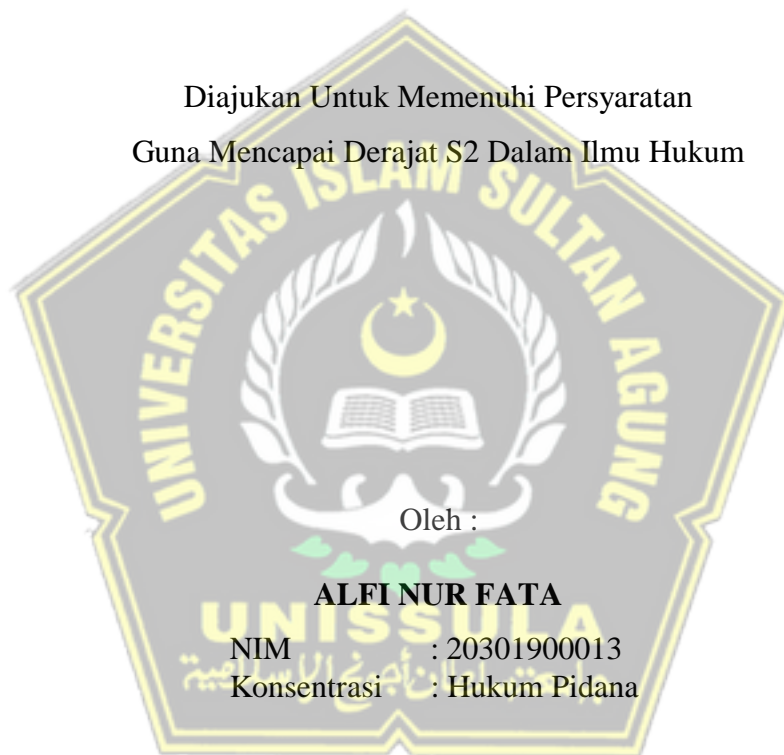 Diajukan Untuk Memenuhi Persyaratan
Guna Mencapai Derajat S2 Dalam Ilmu Hukum
UNIVERSITAS ISLAM SULTAN AGUNG
Oleh :
ALFI NUR FATA
UNISSULA
NIM : 20301900013
Konsentrasi : Hukum Pidana